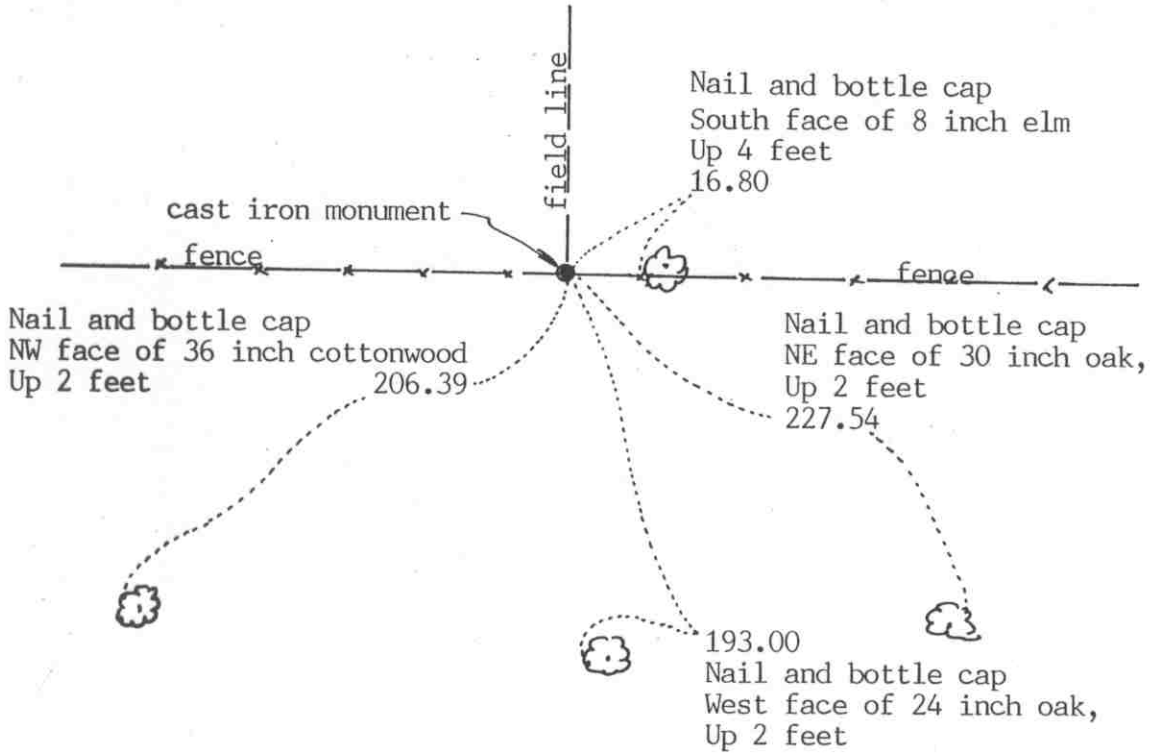 field line
Nail and bottle cap
South face of 8 inch elm
Up 4 feet
16.80
cast iron monument
fence
fence
Nail and bottle cap
NW face of 36 inch cottonwood
Up 2 feet 206.39
Nail and bottle cap
NE face of 30 inch oak,
Up 2 feet
227.54
193.00
Nail and bottle cap
West face of 24 inch oak,
Up 2 feet